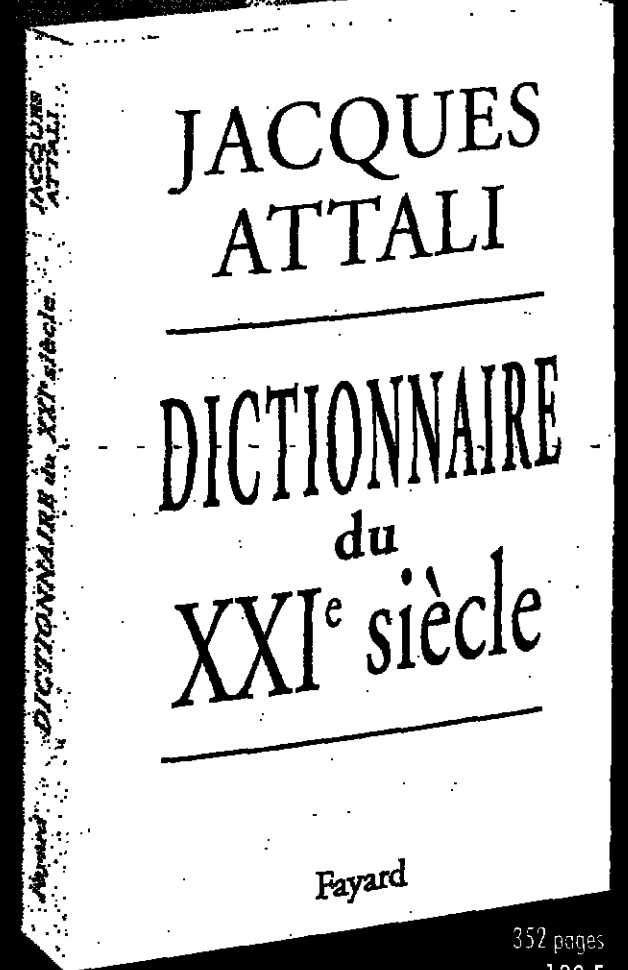 JACQUES
ATTALI
DICTIONNAIRE
du
XXIe siècle
Fayard
JACQUES
ATTALI
DICTIONNAIRE du XXIe siècle
Fayard
352 pages